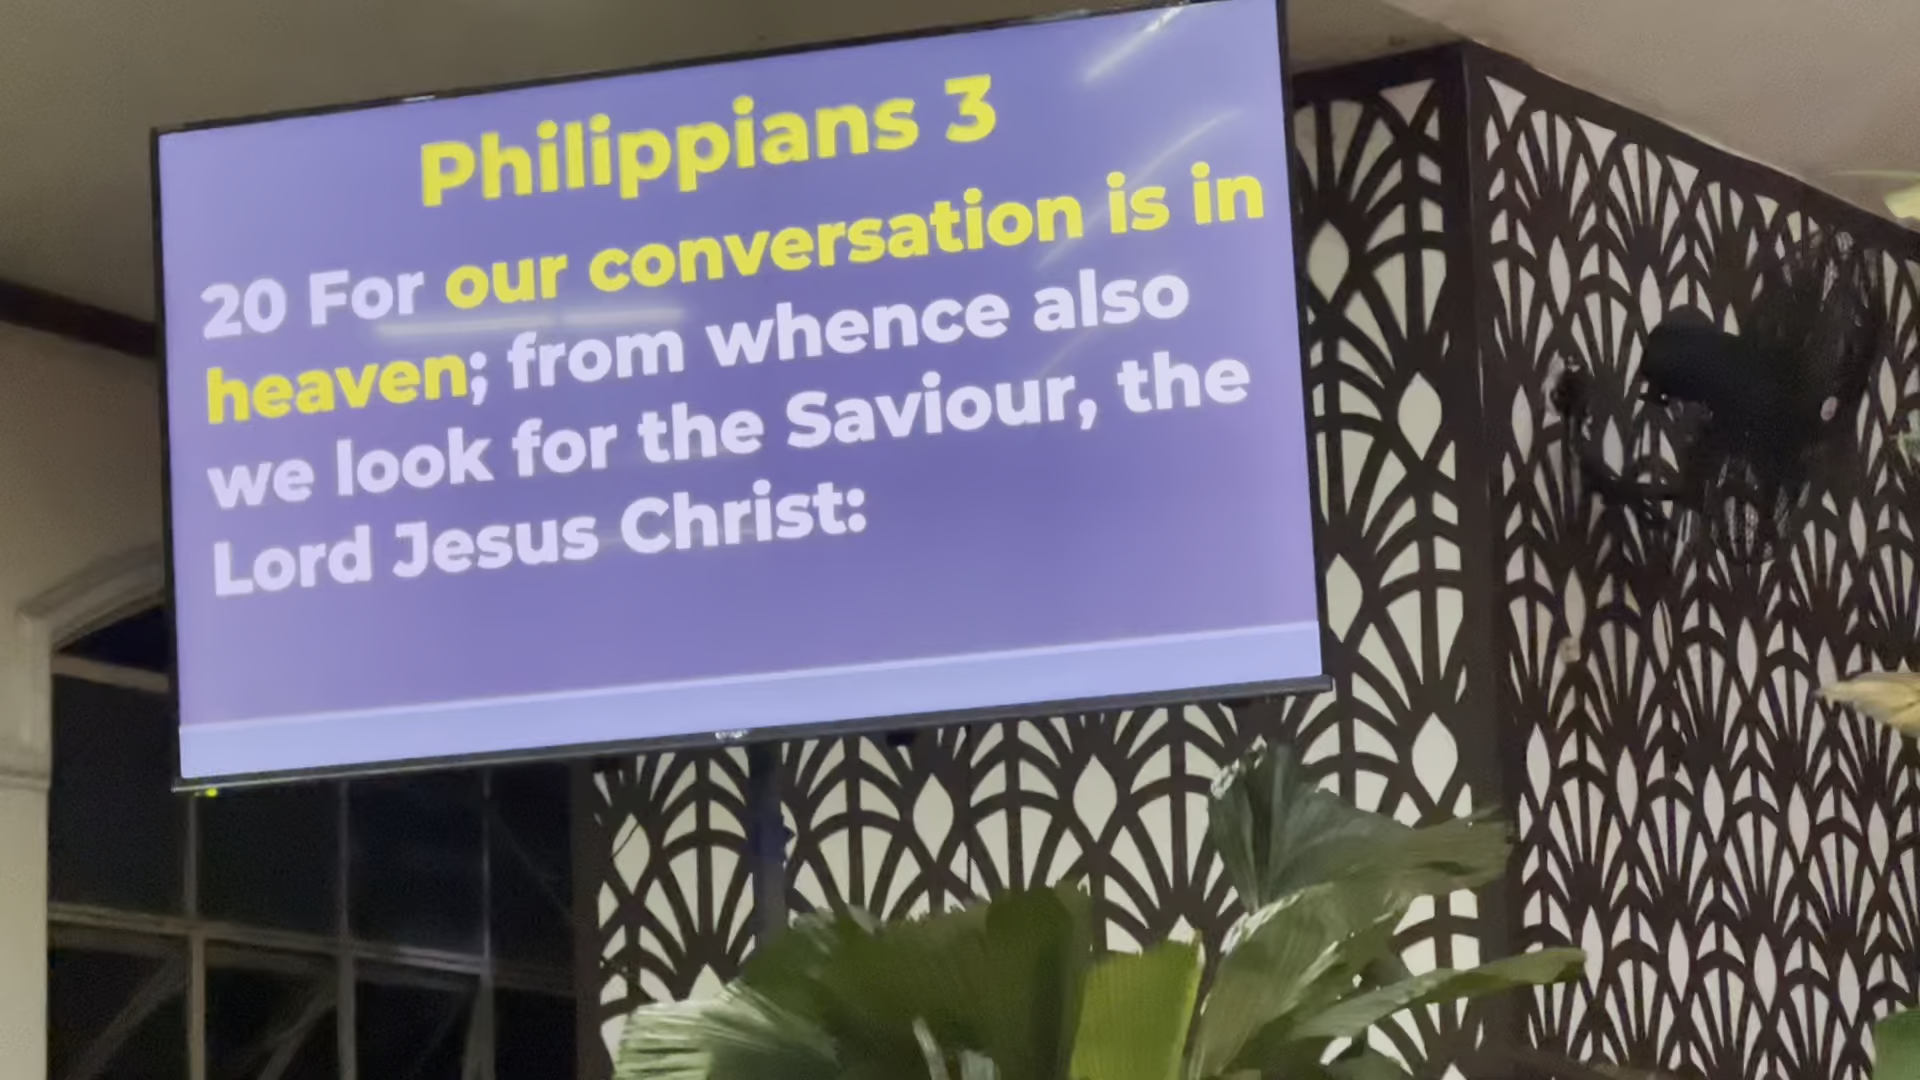 Philippians 3
20 For our conversation is in
heaven; from whence also
we look for the Saviour, the
Lord Jesus Christ: